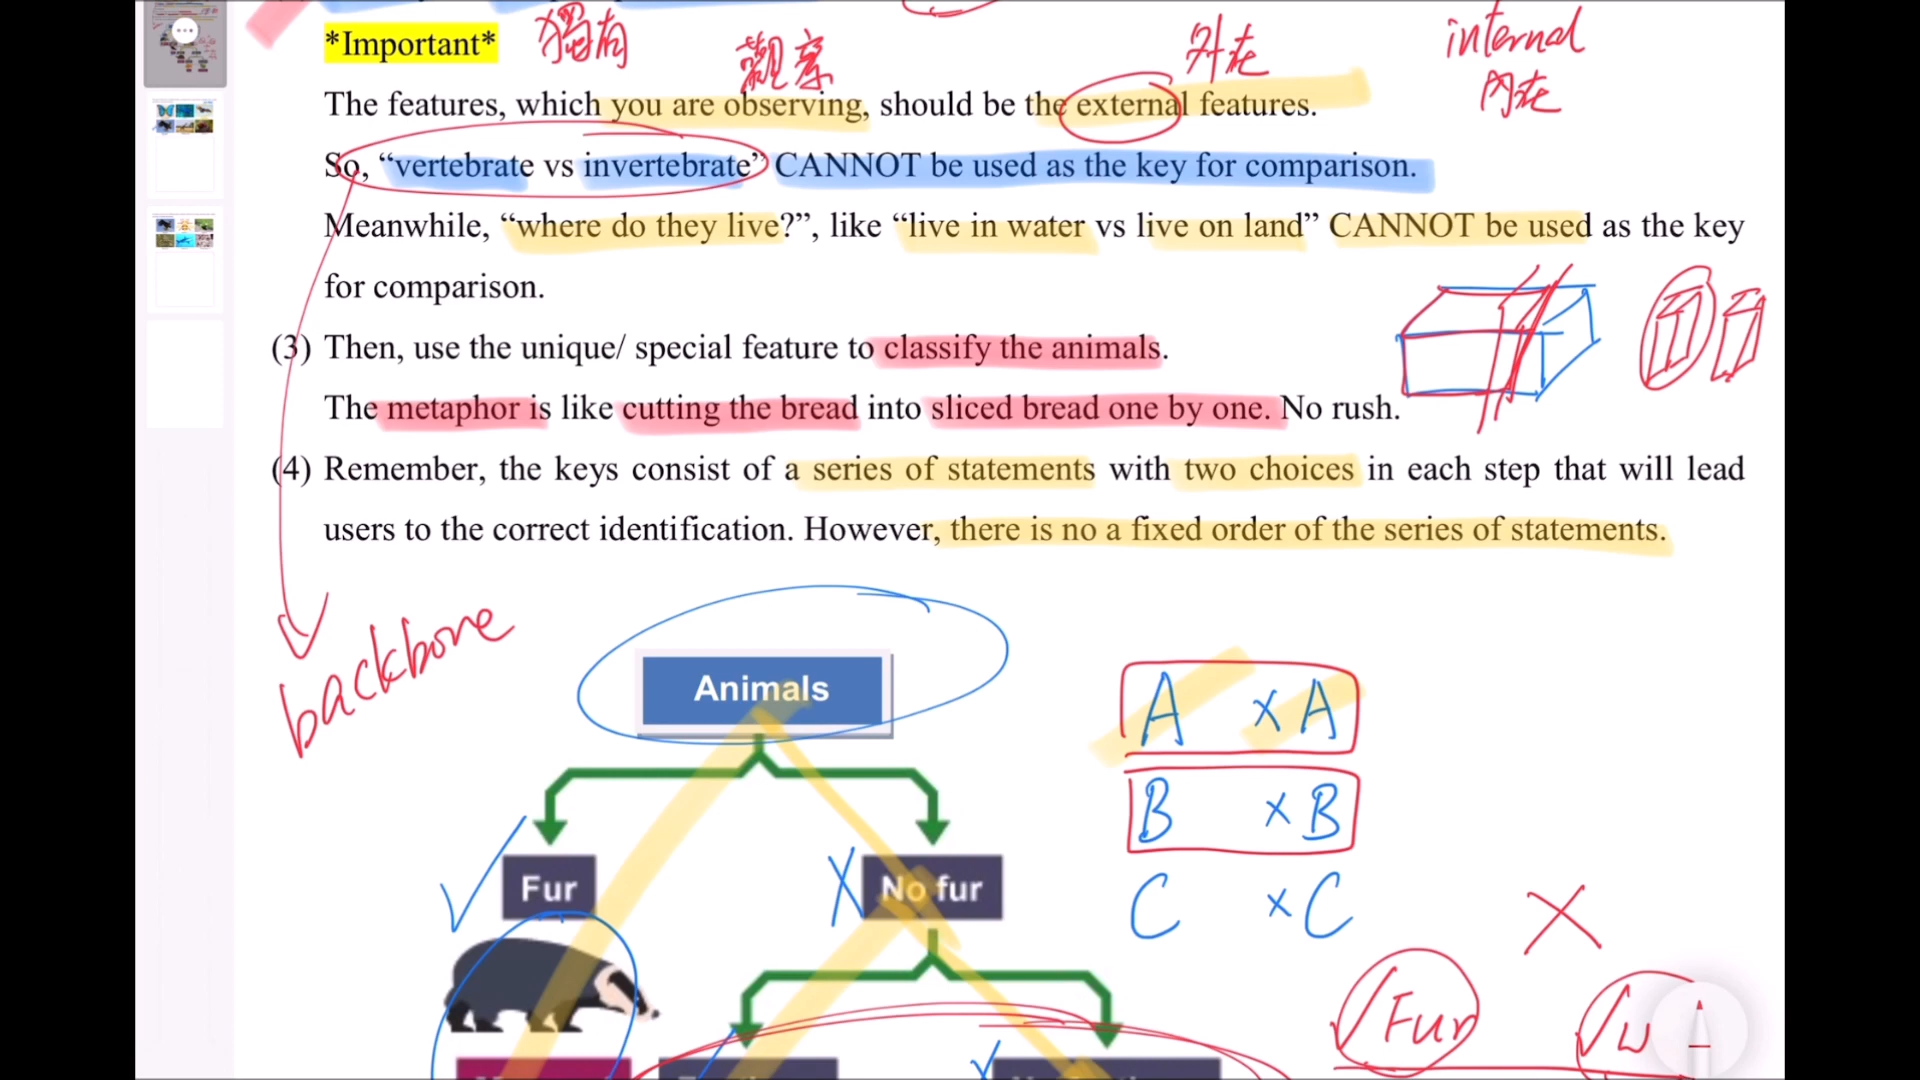 *Important* 獨有 觀察 外在 internal
內在
The features, which you are observing, should be the external features.
So, “vertebrate vs invertebrate” CANNOT be used as the key for comparison.
Meanwhile, “where do they live?”, like “live in water vs live on land” CANNOT be used as the key
for comparison.
(3) Then, use the unique/ special feature to classify the animals.
The metaphor is like cutting the bread into sliced bread one by one. No rush.
(4) Remember, the keys consist of a series of statements with two choices in each step that will lead
users to the correct identification. However, there is no a fixed order of the series of statements.
backbone
Animals
A × A
B × B
C × C
Fur
No fur
Fur